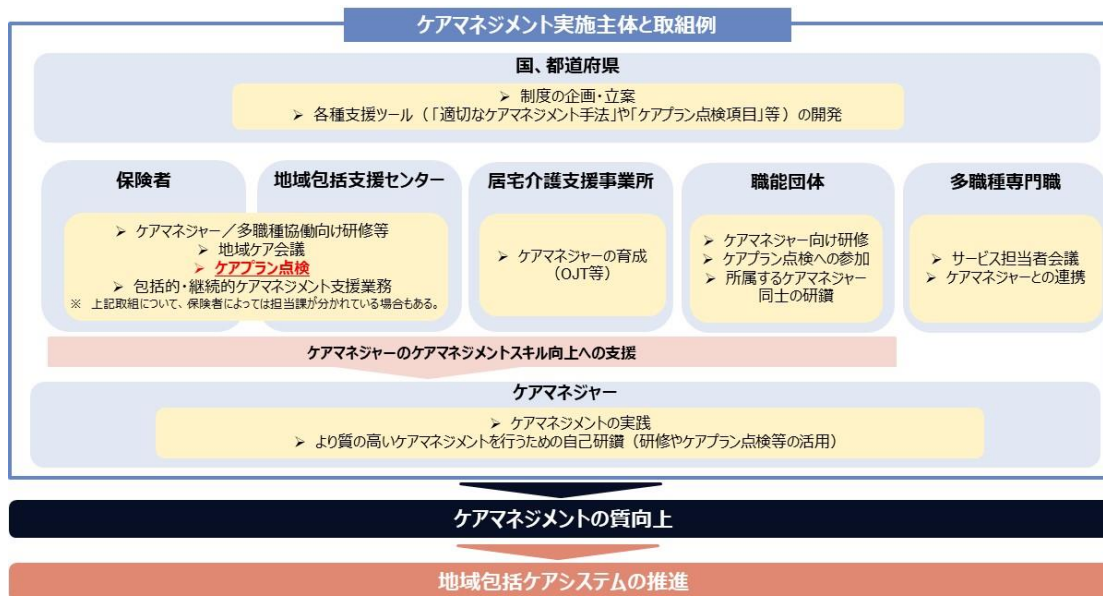 ケアマネジメント実施主体と取組例
国、都道府県
➢ 制度の企画・立案
➢ 各種支援ツール（「適切なケアマネジメント手法」や「ケアプラン点検項目」等）の開発
保険者
地域包括支援センター
➢ ケアマネジャー／多職種協働向け研修等
➢ 地域ケア会議
➢ ケアプラン点検
➢ 包括的・継続的ケアマネジメント支援業務
※ 上記取組について、保険者によっては担当課が分かれている場合もある。
居宅介護支援事業所
➢ ケアマネジャーの育成
（OJT等）
職能団体
➢ ケアマネジャー向け研修
➢ ケアプラン点検への参加
➢ 所属するケアマネジャー
同士の研鑽
多職種専門職
➢ サービス担当者会議
➢ ケアマネジャーとの連携
ケアマネジャーのケアマネジメントスキル向上への支援
ケアマネジャー
➢ ケアマネジメントの実践
➢ より質の高いケアマネジメントを行うための自己研鑽（研修やケアプラン点検等の活用）
ケアマネジメントの質向上
地域包括ケアシステムの推進